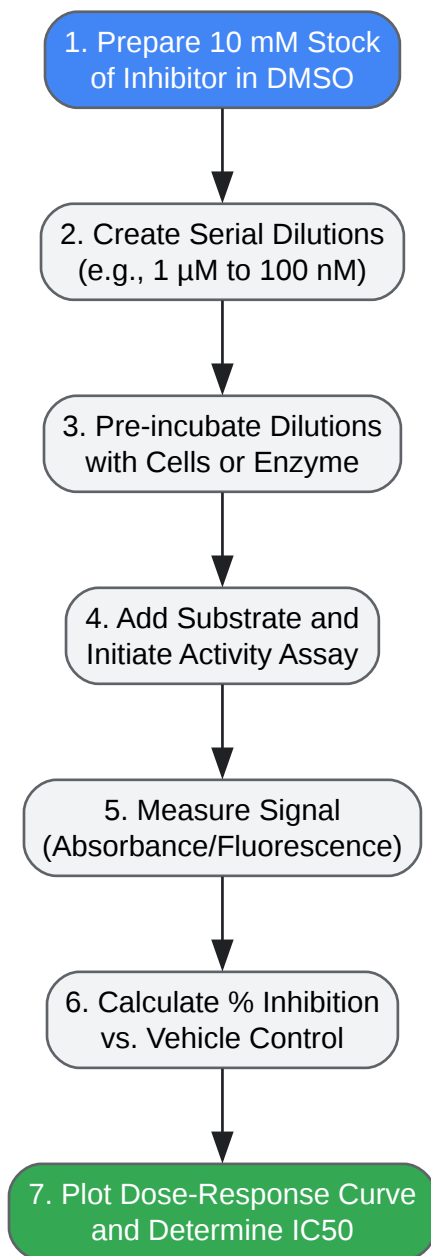 1. Prepare 10 mM Stock
of Inhibitor in DMSO
2. Create Serial Dilutions
(e.g., 1 µM to 100 nM)
3. Pre-incubate Dilutions
with Cells or Enzyme
4. Add Substrate and
Initiate Activity Assay
5. Measure Signal
(Absorbance/Fluorescence)
6. Calculate % Inhibition
vs. Vehicle Control
7. Plot Dose-Response Curve
and Determine IC50